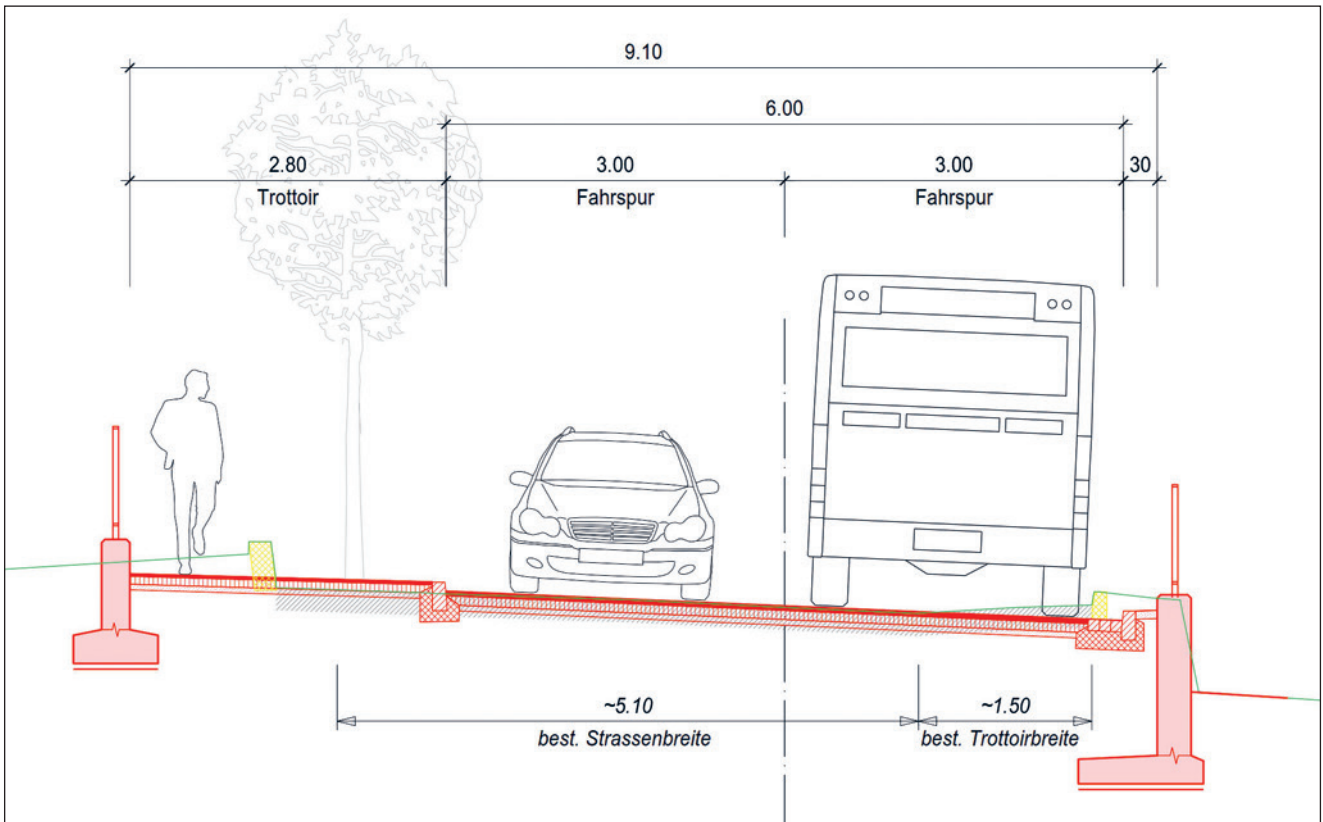 9.10
6.00
2.80
3.00
3.00
30
Trottoir
Fahrspur
Fahrspur
~5.10
~1.50
best. Strassenbreite
best. Trottoirbreite